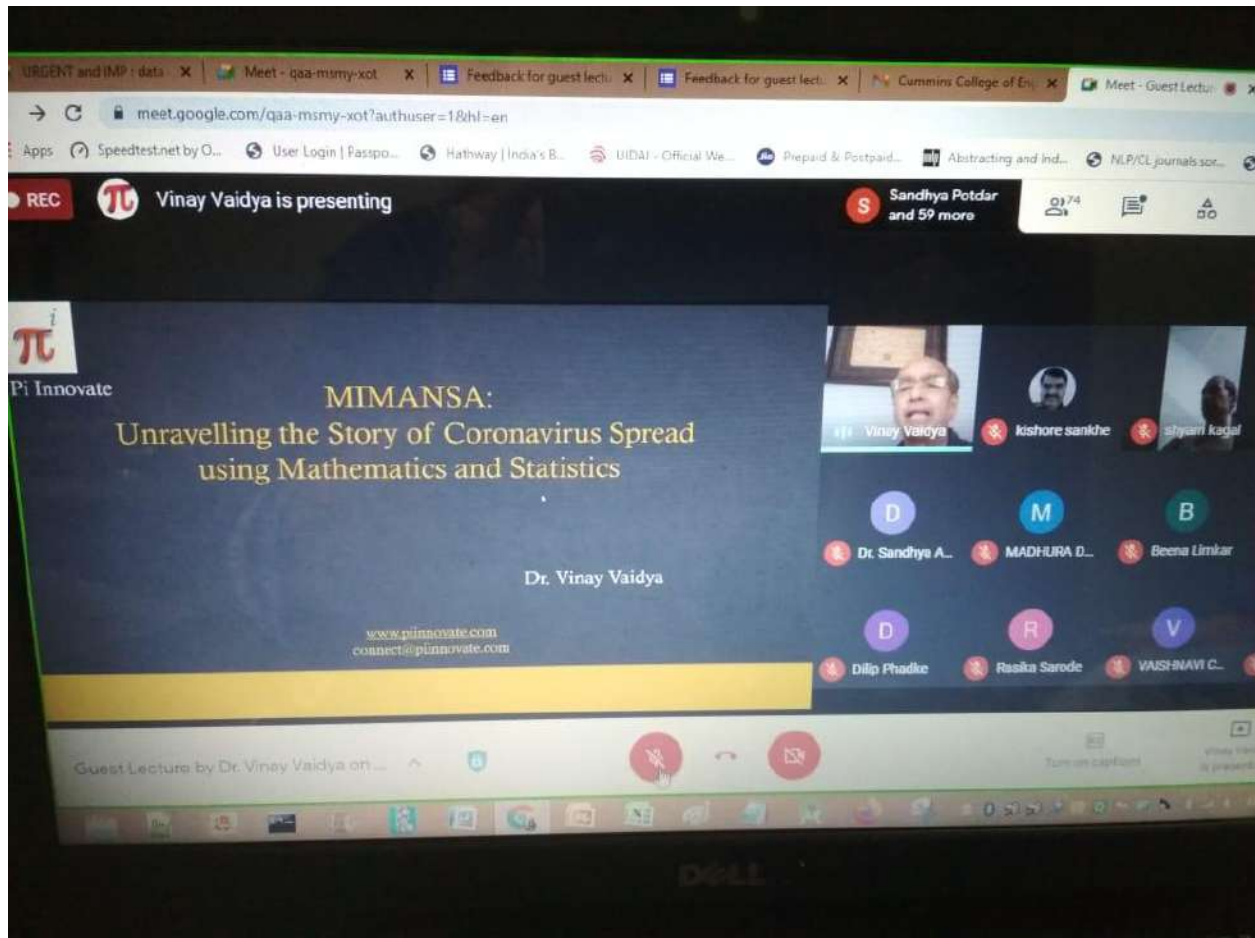 URGENT and IMP : data
Meet - qaa-msmy-xot
Feedback for guest lectu
Feedback for guest lectu
Cummins College of En
Meet - Guest Lectu
meet.google.com/qaa-msmy-xot?authuser=1&hl=en
Apps
Speedtest.net by O...
User Login | Passpo...
Hathway | India's B...
UIDAI - Official We...
Jio
Prepaid & Postpaid...
Abstracting and Ind...
NLP/CL journals
REC
π
Vinay Vaidya is presenting
S
Sandhya Potdar
and 59 more
74
π i
Pi Innovate
MIMANSA:
Unravelling the Story of Coronavirus Spread
using Mathematics and Statistics
Dr. Vinay Vaidya
www.piinnovate.com
connect@piinnovate.com
Vinay Vaidya
kishore sankhe
shyam kagal
D
M
B
Dr. Sandhya A...
MADHURA D...
Beena Limkar
D
R
V
Dilip Phadke
Rasika Sarode
VAISHNAVI C...
Guest Lecture by Dr. Vinay Vaidya on ...
Turn on captions
DELL